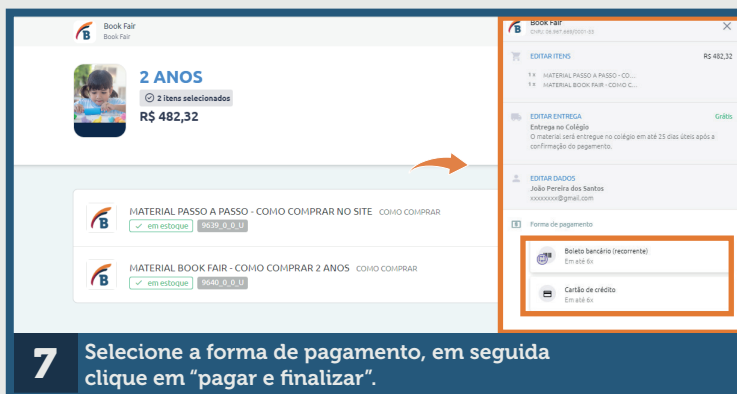 Book Fair
Book Fair
2 ANOS
2 itens selecionados
R$ 482,32
MATERIAL PASSO A PASSO - COMO COMPRAR NO SITE COMO COMPRAR
em estoque 9639_0_0_U
MATERIAL BOOK FAIR - COMO COMPRAR 2 ANOS COMO COMPRAR
em estoque 9640_0_0_U
Book Fair
EDITAR ITENS R$ 482,32
1 X MATERIAL PASSO A PASSO - CO...
1 X MATERIAL BOOK FAIR - COMO C...
EDITAR ENTREGA Grátis
Entrega no Colégio
O material será entregue no colégio em até 25 dias úteis após a
confirmação do pagamento.
EDITAR DADOS
João Pereira dos Santos
xxxxxxxx@gmail.com
Forma de pagamento
Boleto bancário (recorrente)
Em até 6x
Cartão de crédito
Em até 6x
7 Selecione a forma de pagamento, em seguida
clique em “pagar e finalizar”.